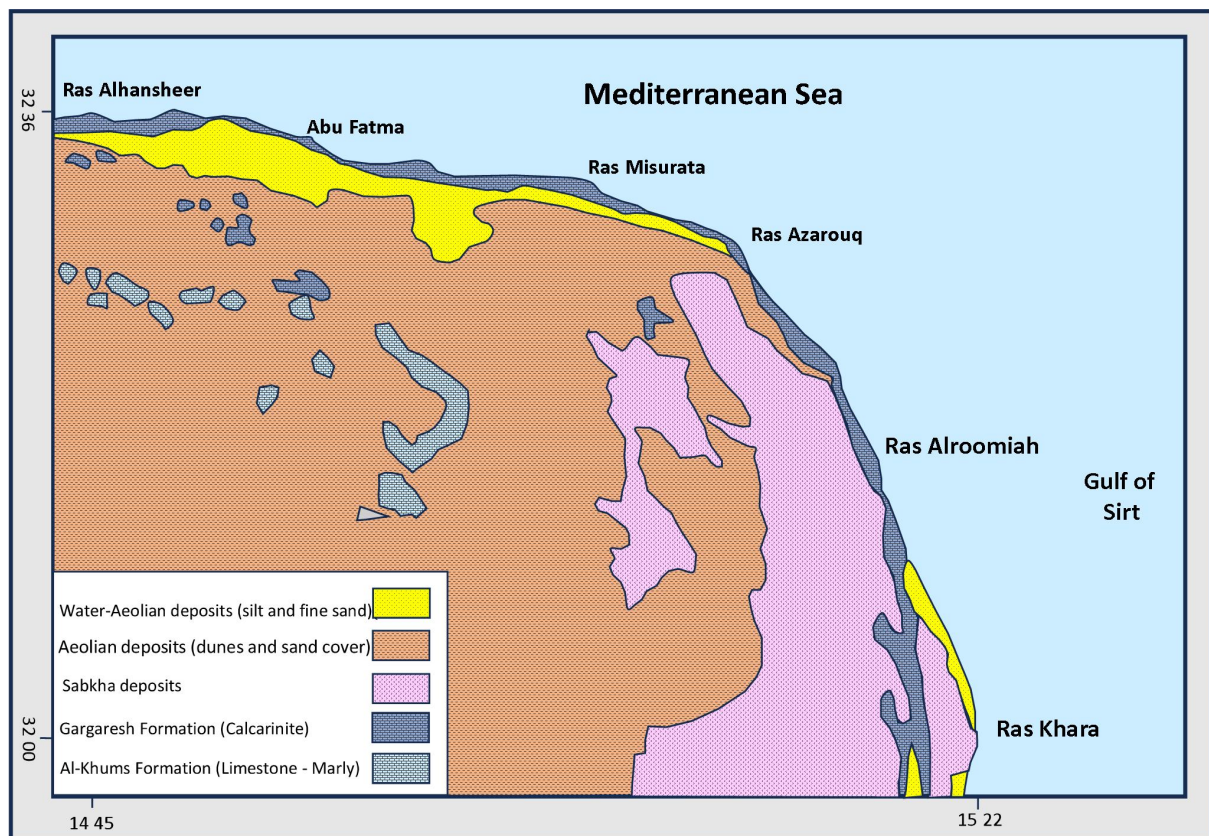 Mediterranean Sea
Ras Alhansheer
32 36
Abu Fatma
Ras Misurata
Ras Azarouq
Ras Alroomiah
Gulf of
Sirt
Water-Aeolian deposits (silt and fine sand)
Aeolian deposits (dunes and sand cover)
Sabkha deposits
Gargaresh Formation (Calcarinite)
Al-Khums Formation (Limestone - Marly)
32 00
Ras Khara
14 45
15 22